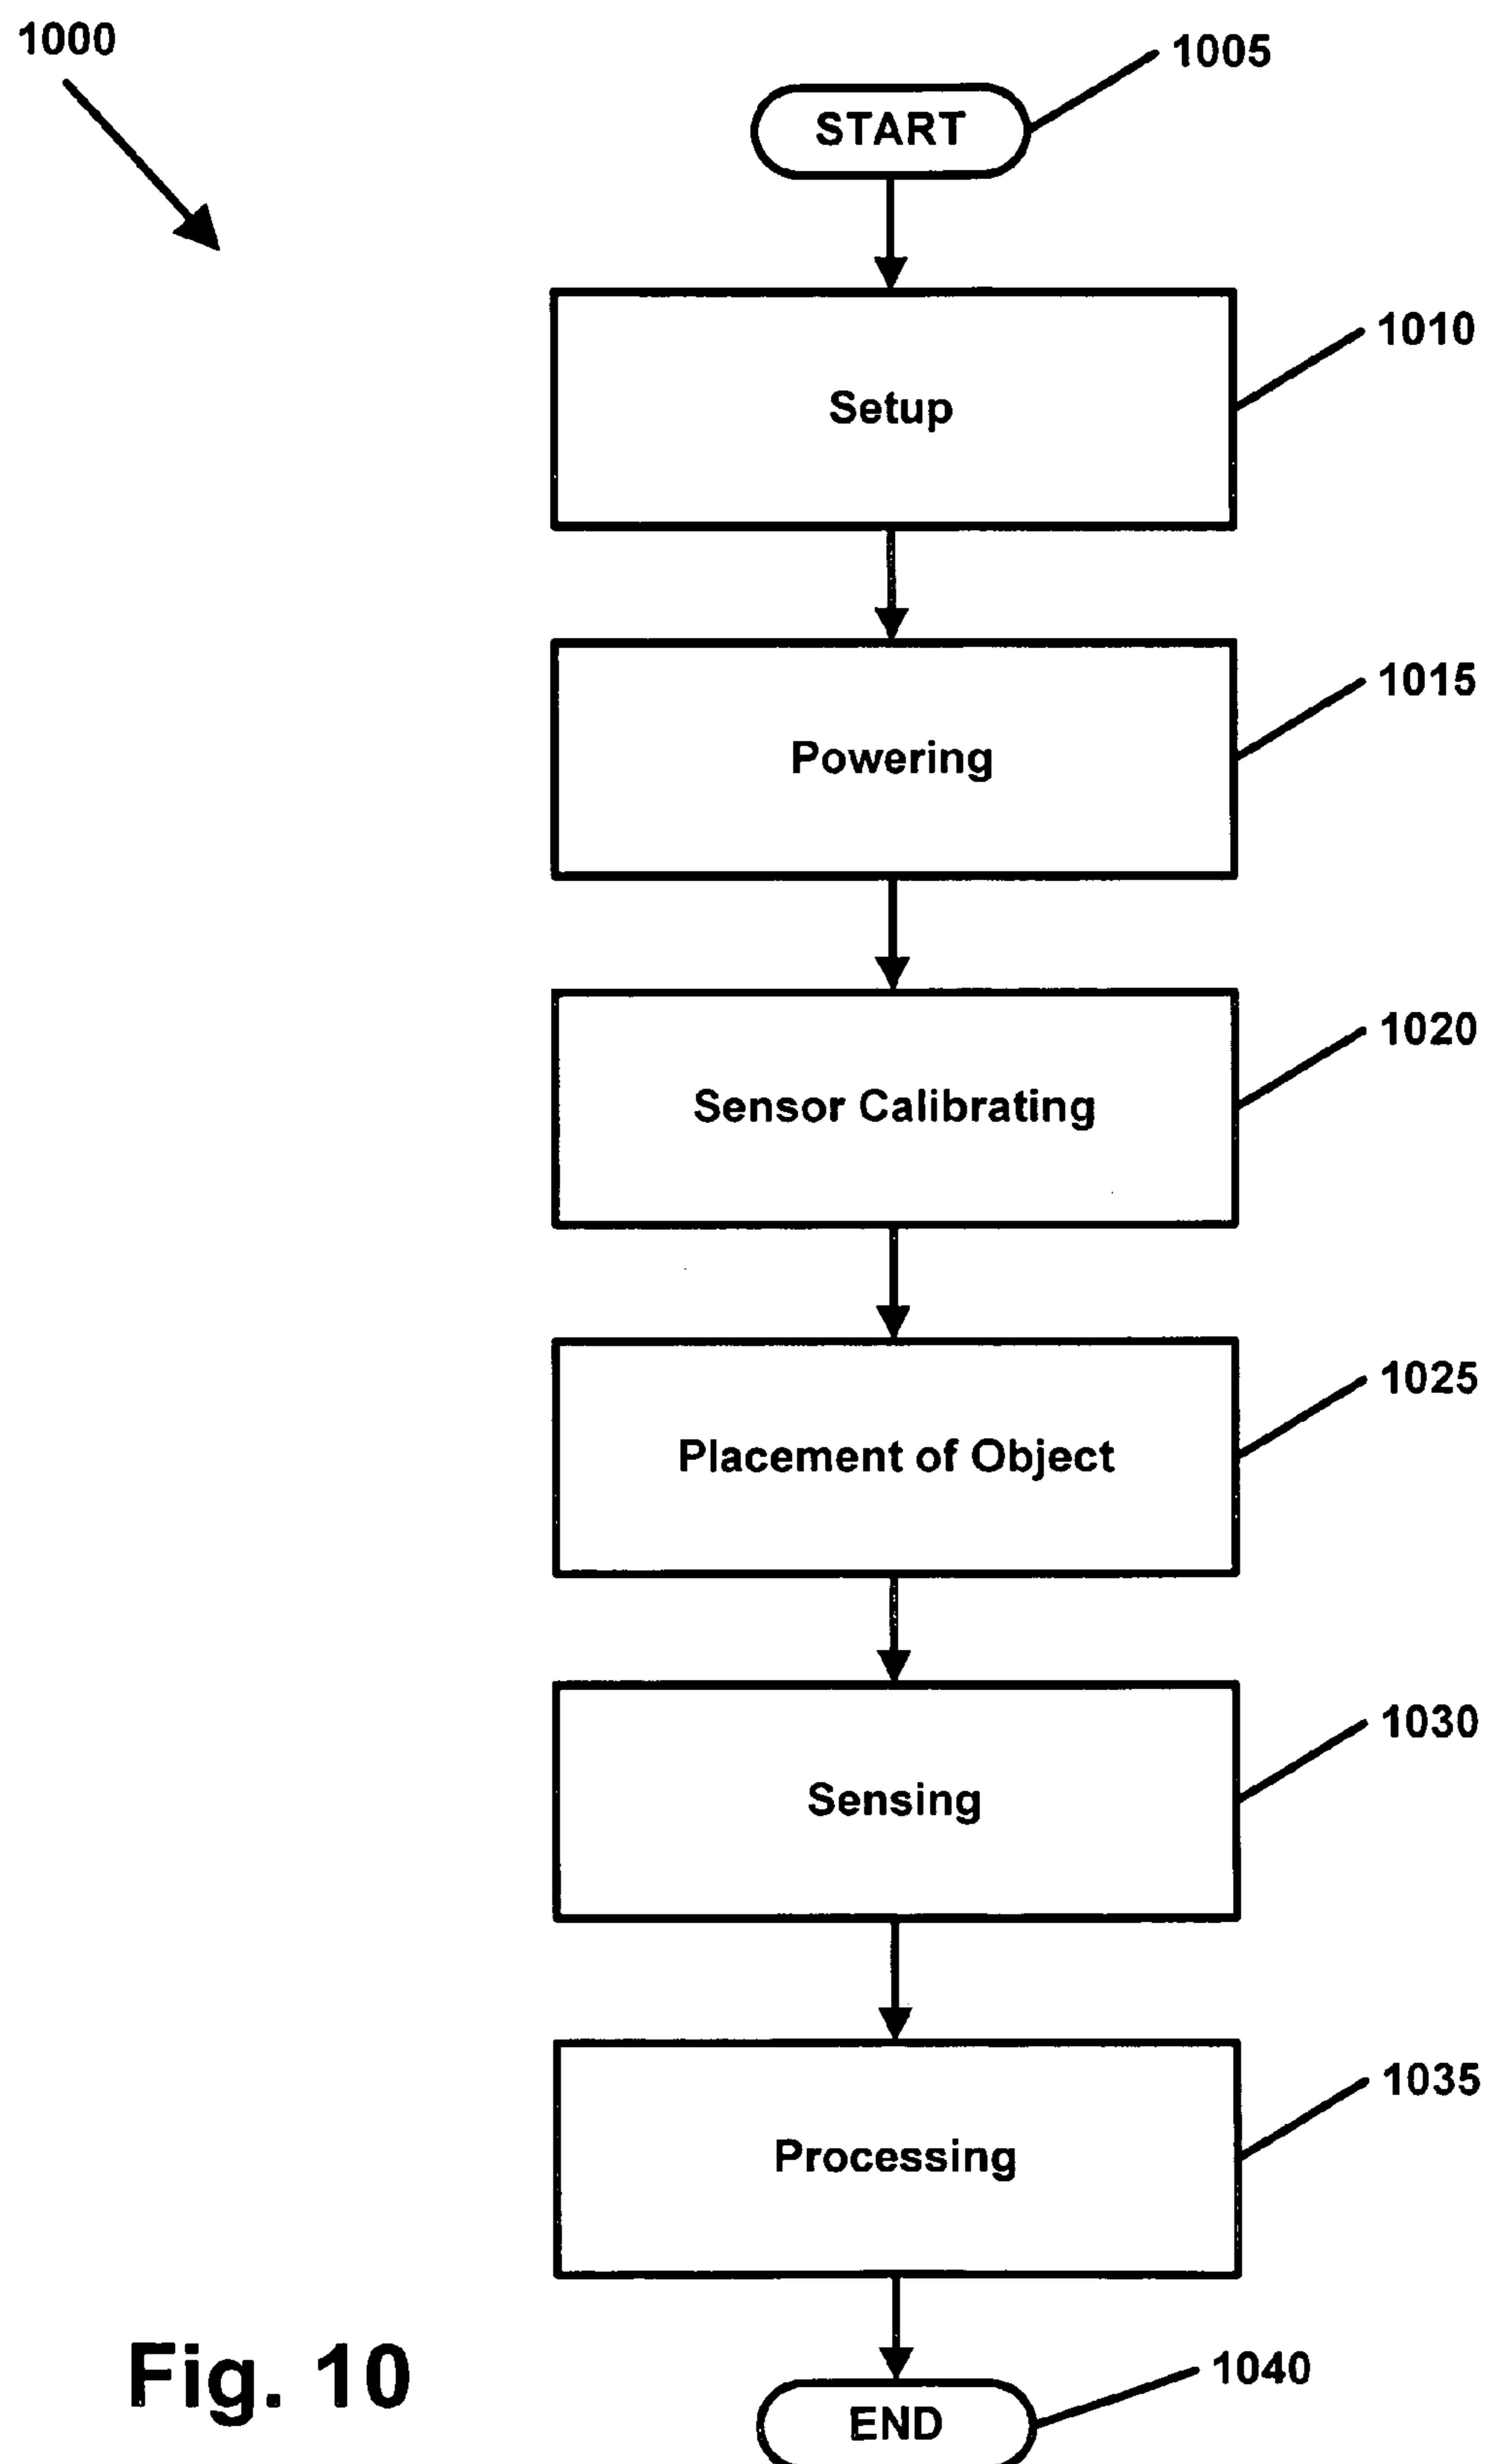 1000
1005
START
1010
Setup
1015
Powering
1020
Sensor Calibrating
1025
Placement of Object
1030
Sensing
1035
Processing
1040
END
Fig. 10